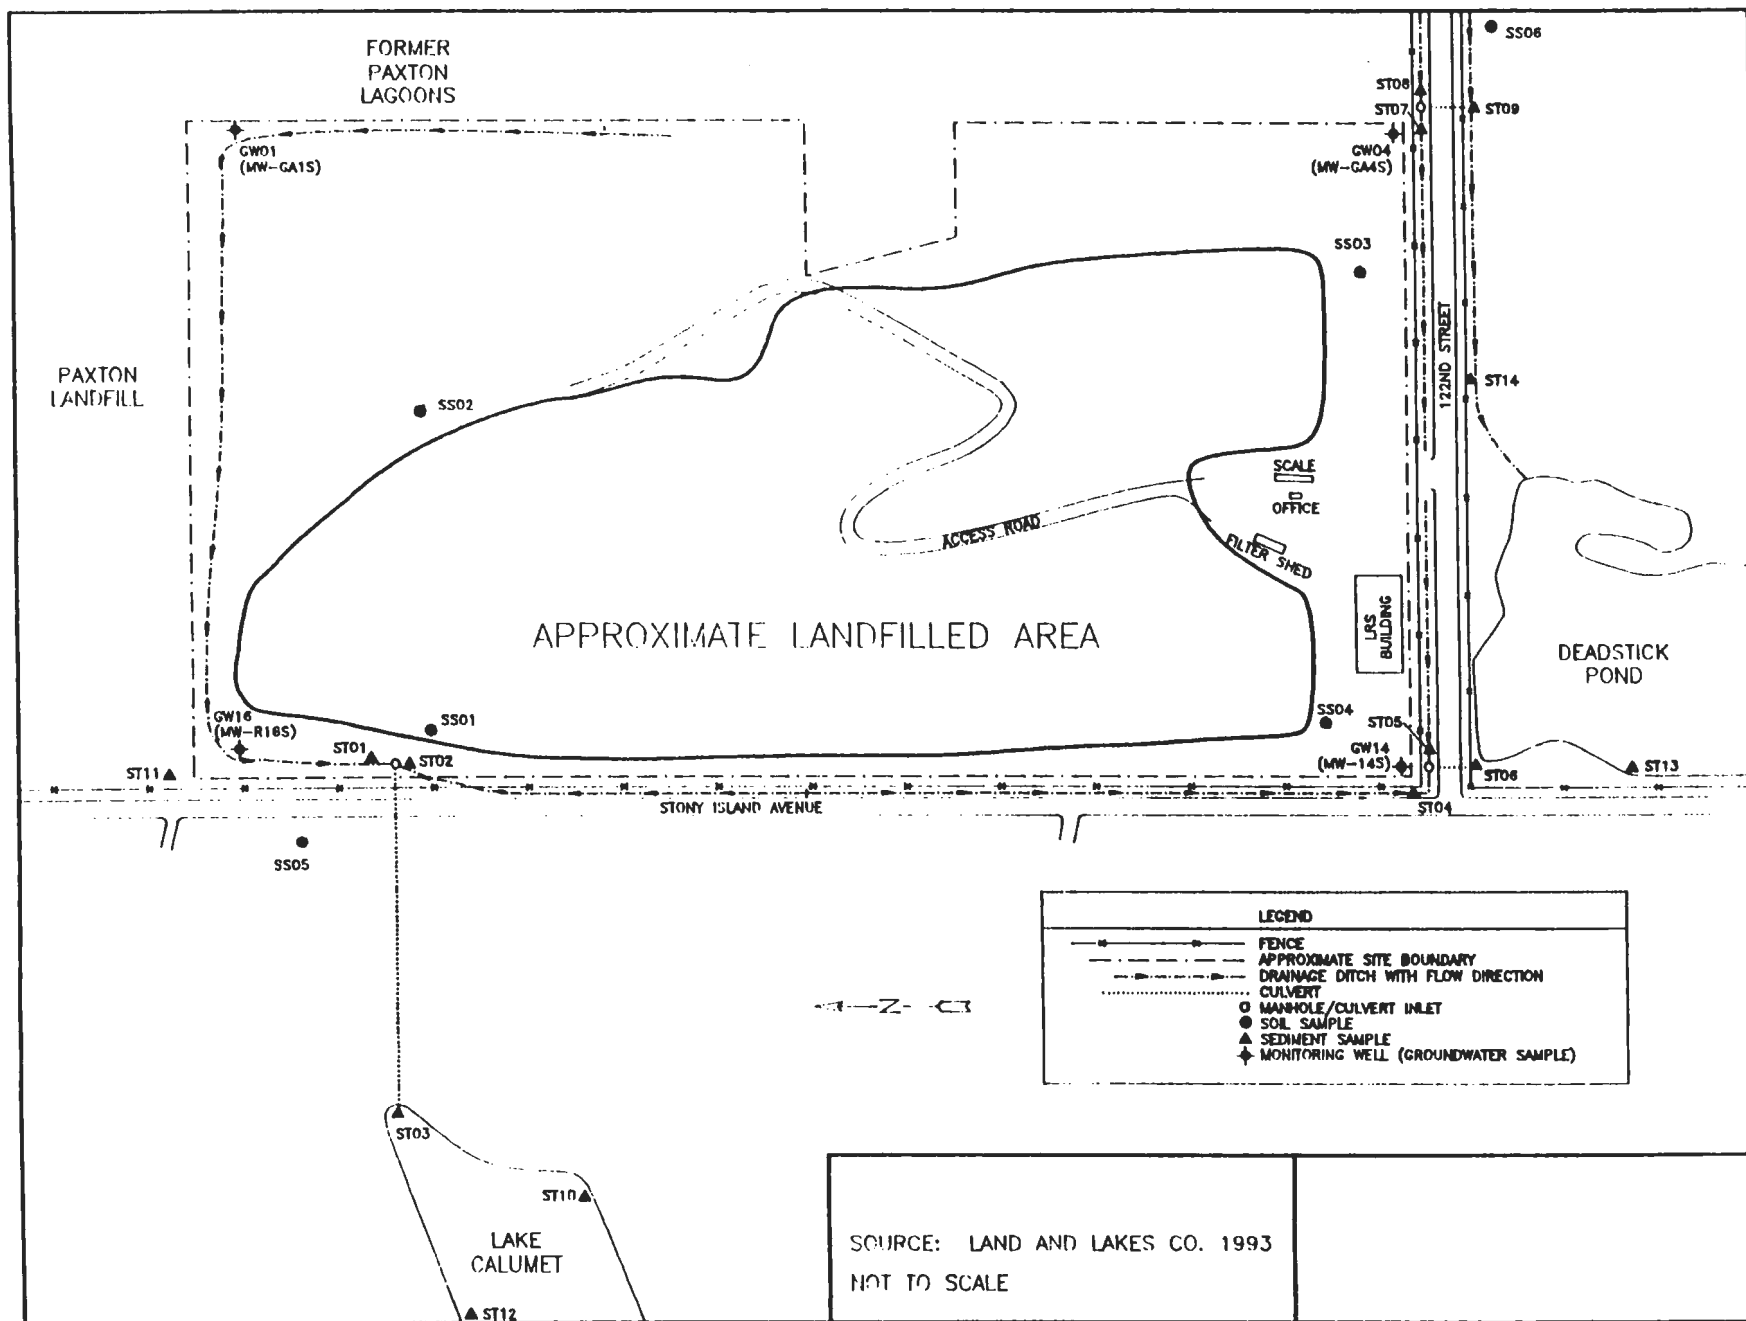 FORMER
PAXTON
LAGOONS
SS06
ST08
ST07
ST09
GW01
(MW-GA1S)
GW04
(MW-GA4S)
SS03
122ND STREET
PAXTON
LANDFILL
SS02
ST14
SCALE
OFFICE
ACCESS ROAD
FILTER SHED
LRS
BUILDING
APPROXIMATE LANDFILLED AREA
DEADSTICK
POND
GW16
(MW-R16S)
SS01
SS04
ST05
ST01
ST02
GW14
(MW-14S)
ST11
ST06
ST13
STONY ISLAND AVENUE
ST04
SS05
LEGEND
FENCE
APPROXIMATE SITE BOUNDARY
DRAINAGE DITCH WITH FLOW DIRECTION
CULVERT
MANHOLE/CULVERT INLET
SOIL SAMPLE
SEDIMENT SAMPLE
MONITORING WELL (GROUNDWATER SAMPLE)
N
ST03
ST10
LAKE
CALUMET
ST12
SOURCE: LAND AND LAKES CO. 1993
NOT TO SCALE